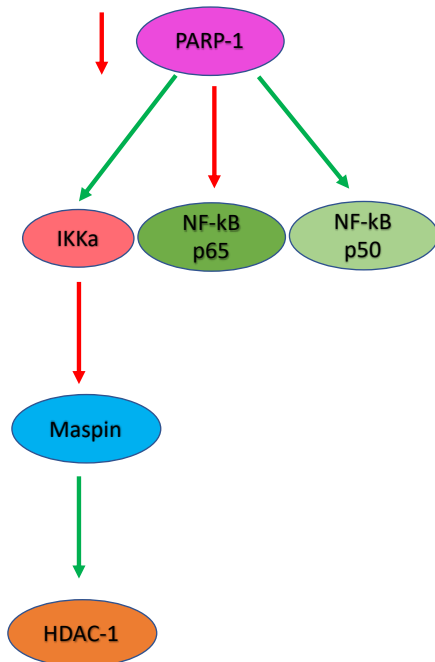 PARP-1
IKKa
NF-kB
p65
NF-kB
p50
Maspin
HDAC-1